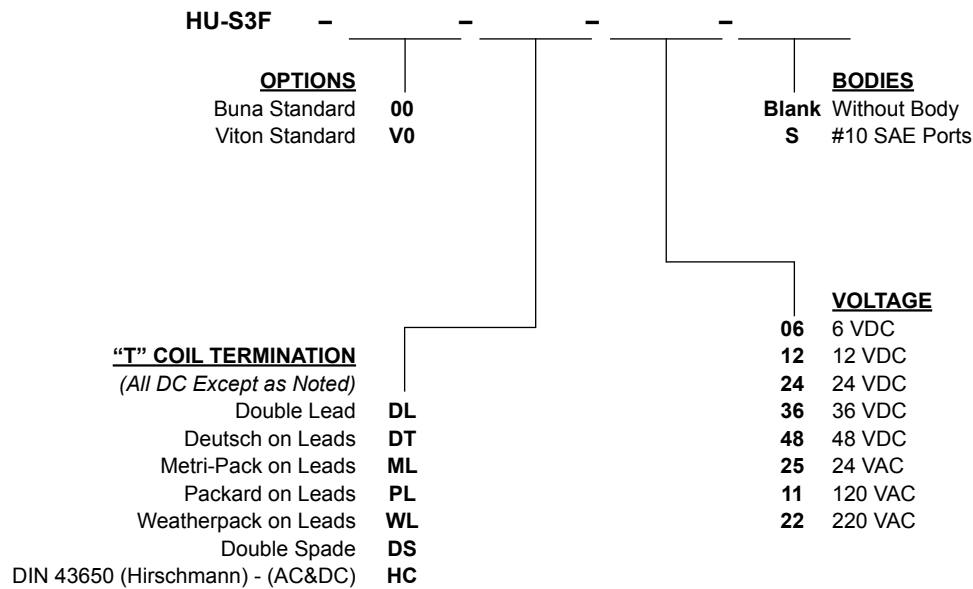 HU-S3F – – – –
OPTIONS
Buna Standard 00
Viton Standard V0
BODIES
Blank Without Body
S #10 SAE Ports
VOLTAGE
06 6 VDC
12 12 VDC
24 24 VDC
36 36 VDC
48 48 VDC
25 24 VAC
11 120 VAC
22 220 VAC
“T” COIL TERMINATION
(All DC Except as Noted)
Double Lead DL
Deutsch on Leads DT
Metri-Pack on Leads ML
Packard on Leads PL
Weatherpack on Leads WL
Double Spade DS
DIN 43650 (Hirschmann) - (AC&DC) HC